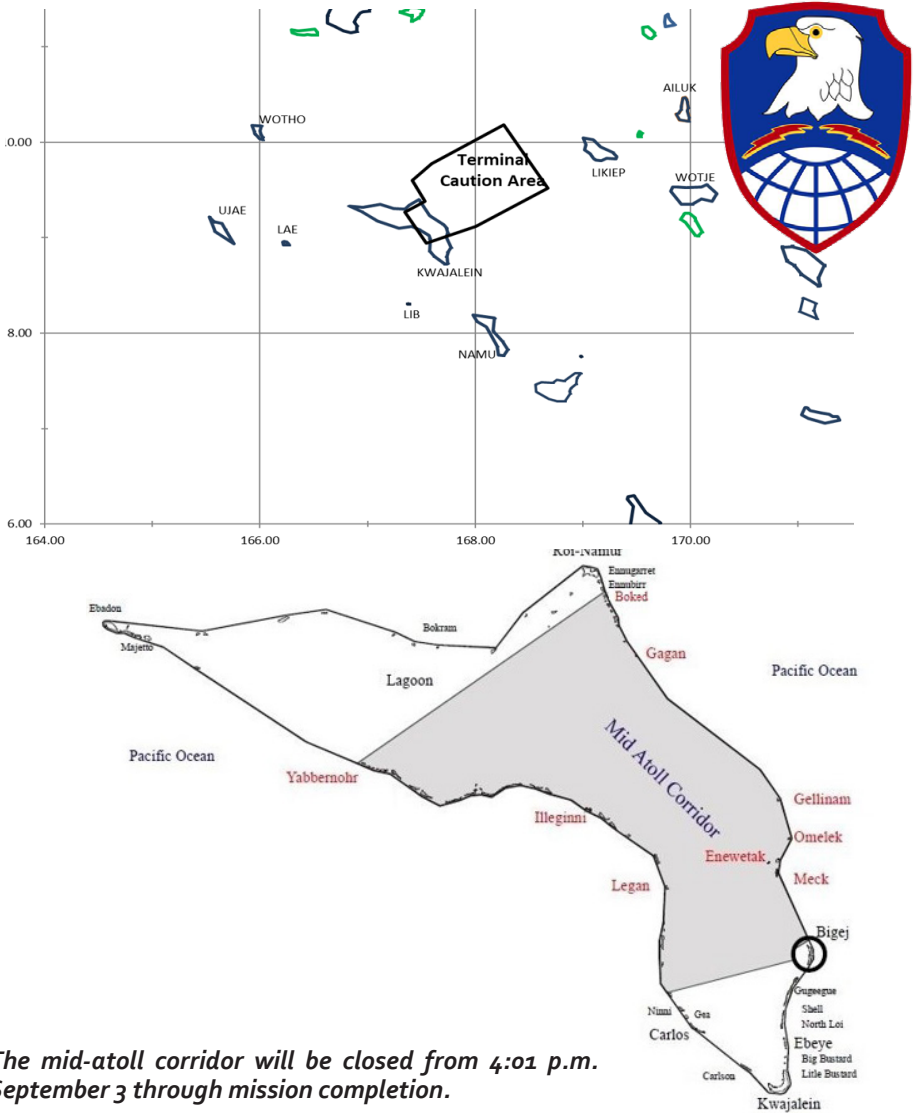 AILUK
WOTHO
.0.00
Terminal
Caution Area
LIKIEP
WOTJE
UJAE
LAE
KWAJALEIN
LIB
8.00
NAMU
6.00
164.00 166.00 168.00 170.00
Roi-Namur
Ennugarret
Ennubirr
Boked
Ebadon
Bokram
Majetto
Gagan
Lagoon
Pacific Ocean
Mid Atoll Corridor
Pacific Ocean
Yabbernohr
Gellinam
Illeginni
Omelek
Enewetak
Meck
Legan
Bigej
Gugeegue
Ninni Gea
Shell
North Loi
Carlos
Ebeye
Big Bustard
Carlson
Litle Bustard
Kwajalein
The mid-atoll corridor will be closed from 4:01 p.m.
September 3 through mission completion.